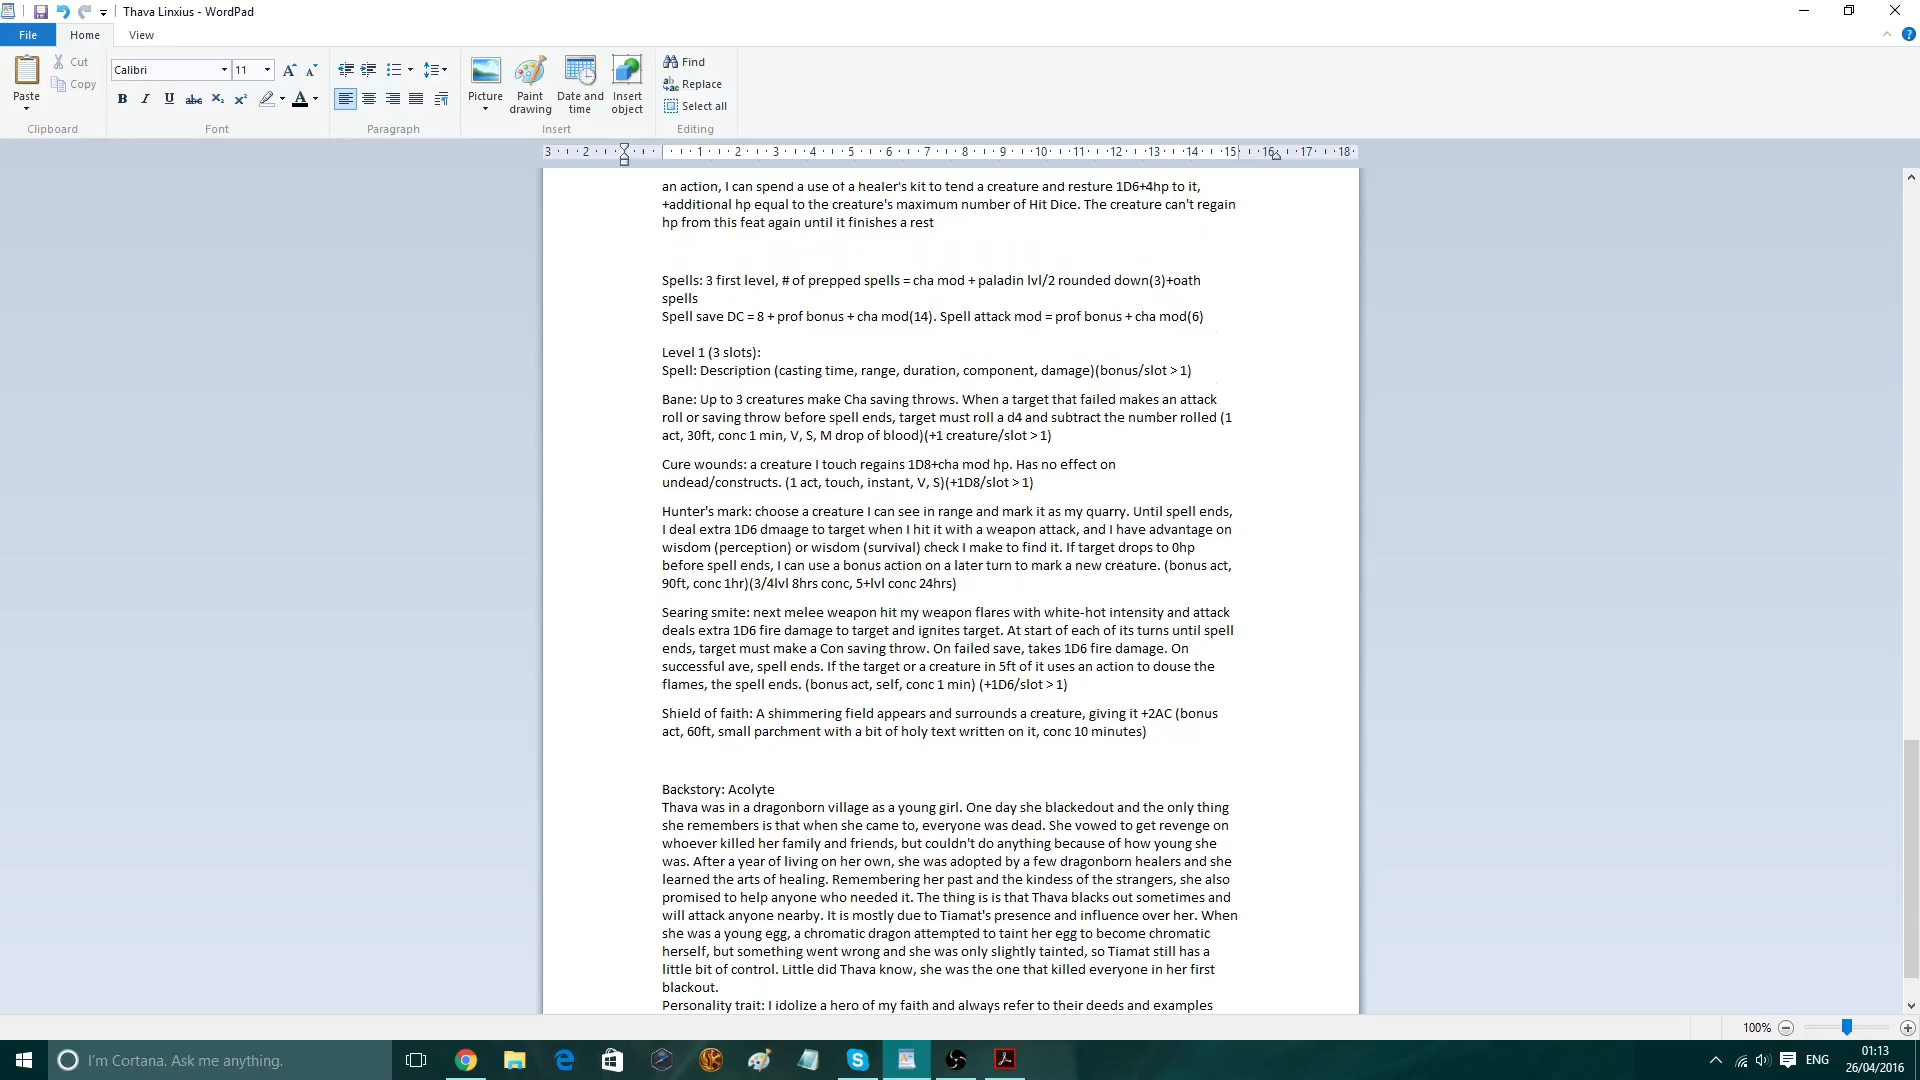 Thava Linxius - WordPad
File Home View
Paste
Cut
Copy
Clipboard
Calibri 11
Font
Paragraph
Picture
Paint drawing
Date and time
Insert object
Insert
Find
Replace
Select all
Editing
3 2 1 2 3 4 5 6 7 8 9 10 11 12 13 14 15 16 17 18
an action, I can spend a use of a healer's kit to tend a creature and resture 1D6+4hp to it,
+additional hp equal to the creature's maximum number of Hit Dice. The creature can't regain
hp from this feat again until it finishes a rest
Spells: 3 first level, # of prepped spells = cha mod + paladin lvl/2 rounded down(3)+oath
spells
Spell save DC = 8 + prof bonus + cha mod(14). Spell attack mod = prof bonus + cha mod(6)
Level 1 (3 slots):
Spell: Description (casting time, range, duration, component, damage)(bonus/slot > 1)
Bane: Up to 3 creatures make Cha saving throws. When a target that failed makes an attack
roll or saving throw before spell ends, target must roll a d4 and subtract the number rolled (1
act, 30ft, conc 1 min, V, S, M drop of blood)(+1 creature/slot > 1)
Cure wounds: a creature I touch regains 1D8+cha mod hp. Has no effect on
undead/constructs. (1 act, touch, instant, V, S)(+1D8/slot > 1)
Hunter's mark: choose a creature I can see in range and mark it as my quarry. Until spell ends,
I deal extra 1D6 dmaage to target when I hit it with a weapon attack, and I have advantage on
wisdom (perception) or wisdom (survival) check I make to find it. If target drops to 0hp
before spell ends, I can use a bonus action on a later turn to mark a new creature. (bonus act,
90ft, conc 1hr)(3/4lvl 8hrs conc, 5+lvl conc 24hrs)
Searing smite: next melee weapon hit my weapon flares with white-hot intensity and attack
deals extra 1D6 fire damage to target and ignites target. At start of each of its turns until spell
ends, target must make a Con saving throw. On failed save, takes 1D6 fire damage. On
successful ave, spell ends. If the target or a creature in 5ft of it uses an action to douse the
flames, the spell ends. (bonus act, self, conc 1 min) (+1D6/slot > 1)
Shield of faith: A shimmering field appears and surrounds a creature, giving it +2AC (bonus
act, 60ft, small parchment with a bit of holy text written on it, conc 10 minutes)
Backstory: Acolyte
Thava was in a dragonborn village as a young girl. One day she blackedout and the only thing
she remembers is that when she came to, everyone was dead. She vowed to get revenge on
whoever killed her family and friends, but couldn't do anything because of how young she
was. After a year of living on her own, she was adopted by a few dragonborn healers and she
learned the arts of healing. Remembering her past and the kindess of the strangers, she also
promised to help anyone who needed it. The thing is is that Thava blacks out sometimes and
will attack anyone nearby. It is mostly due to Tiamat's presence and influence over her. When
she was a young egg, a chromatic dragon attempted to taint her egg to become chromatic
herself, but something went wrong and she was only slightly tainted, so Tiamat still has a
little bit of control. Little did Thava know, she was the one that killed everyone in her first
blackout.
Personality trait: I idolize a hero of my faith and always refer to their deeds and examples
100%
I'm Cortana. Ask me anything.
ENG
01:13
26/04/2016